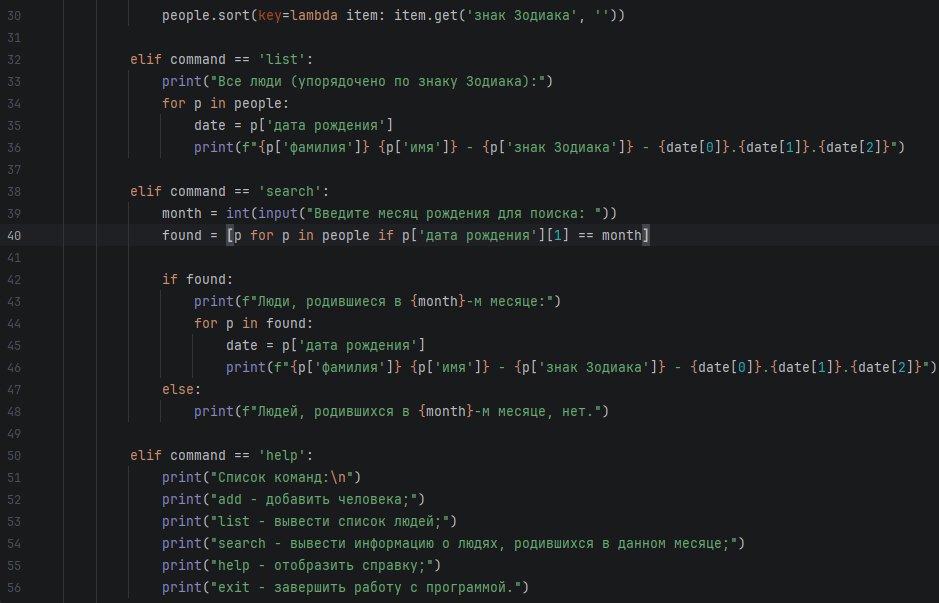 30 people.sort(key=lambda item: item.get('знак Зодиака', ''))
31
32 elif command == 'list':
33 print("Все люди (упорядочено по знаку Зодиака):")
34 for p in people:
35 date = p['дата рождения']
36 print(f"{p['фамилия']} {p['имя']} - {p['знак Зодиака']} - {date[0]}.{date[1]}.{date[2]}")
37
38 elif command == 'search':
39 month = int(input("Введите месяц рождения для поиска: "))
40 found = [p for p in people if p['дата рождения'][1] == month]
41
42 if found:
43 print(f"Люди, родившиеся в {month}-м месяце:")
44 for p in found:
45 date = p['дата рождения']
46 print(f"{p['фамилия']} {p['имя']} - {p['знак Зодиака']} - {date[0]}.{date[1]}.{date[2]}")
47 else:
48 print(f"Людей, родившихся в {month}-м месяце, нет.")
49
50 elif command == 'help':
51 print("Список команд:\n")
52 print("add - добавить человека;")
53 print("list - вывести список людей;")
54 print("search - вывести информацию о людях, родившихся в данном месяце;")
55 print("help - отобразить справку;")
56 print("exit - завершить работу с программой.")